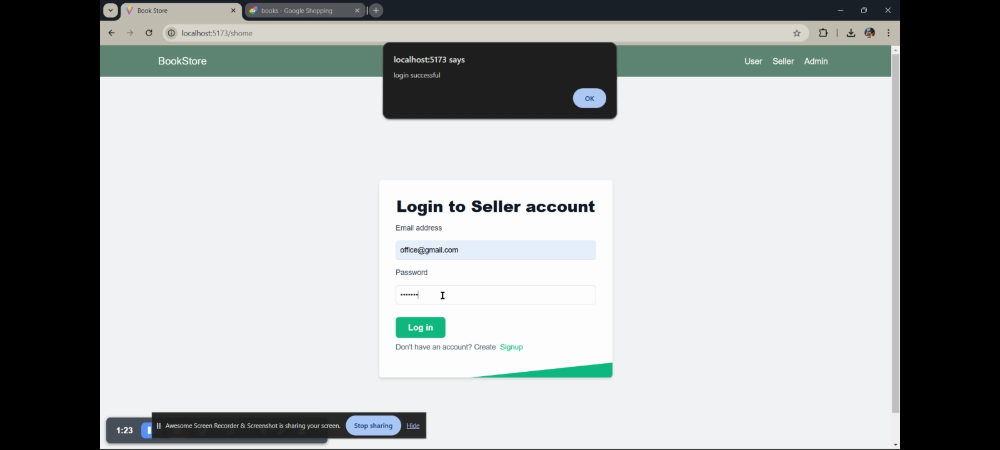 Book Store
books - Google Shopping
localhost:5173/shome
BookStore
User Seller Admin
localhost:5173 says
login successful
OK
Login to Seller account
Email address
office@gmail.com
Password
•••••••
Log in
Don't have an account? Create Signup
1:23
Awesome Screen Recorder & Screenshot is sharing your screen. Stop sharing Hide